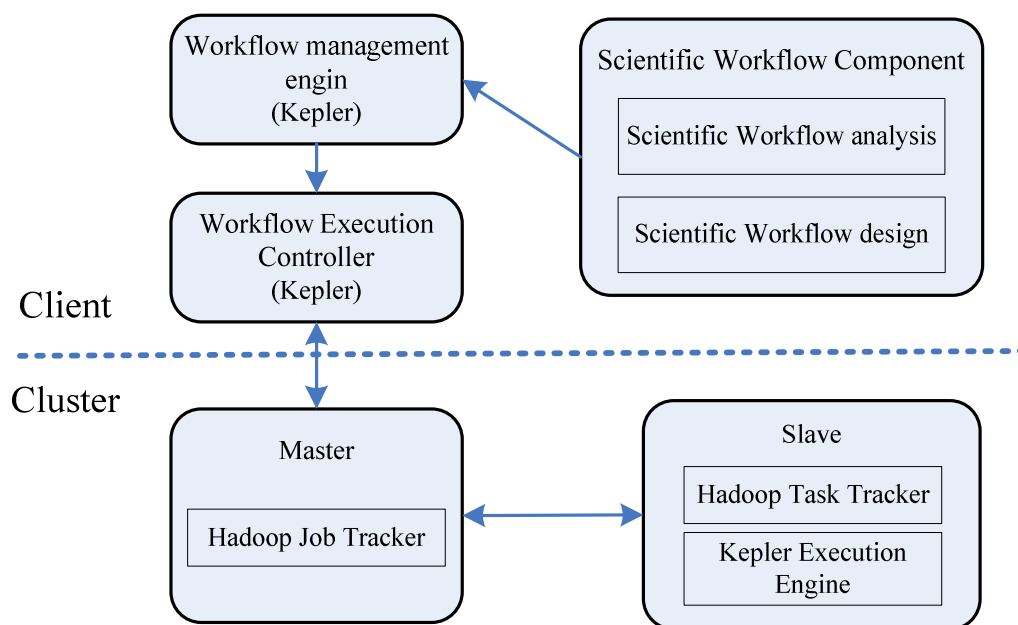 Workflow management
engin
(Kepler)
Scientific Workflow Component
Scientific Workflow analysis
Scientific Workflow design
Workflow Execution
Controller
(Kepler)
Client
Cluster
Master
Hadoop Job Tracker
Slave
Hadoop Task Tracker
Kepler Execution
Engine